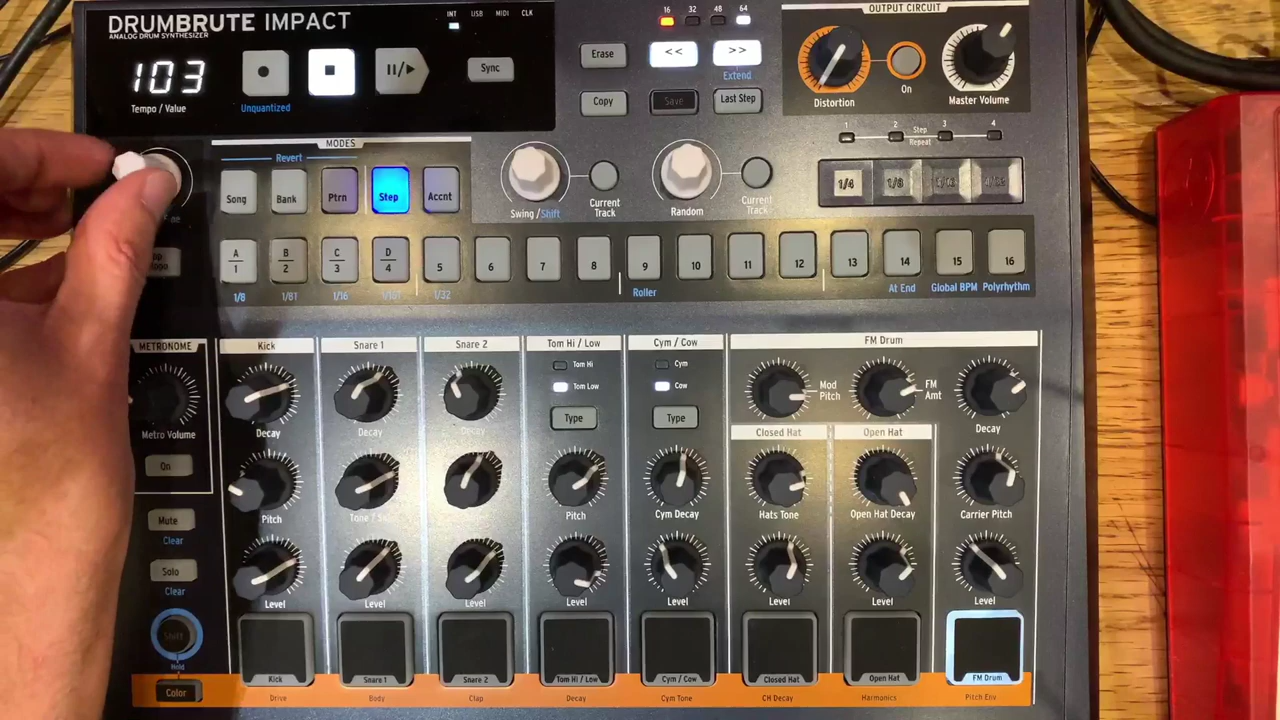 DRUMBRUTE IMPACT
ANALOG DRUM SYNTHESIZER
INT USB MIDI CLK
103
Tempo / Value
Unquantized
Sync
16 32 48 64
Erase
<< >>
Extend
Copy
Save
Last Step
OUTPUT CIRCUIT
Distortion
On
Master Volume
MODES
Revert
Song
Bank
Ptrn
Step
Accnt
Swing / Shift
Current
Track
Random
Current
Track
1 2 3 4
Step
Repeat
1/4 1/8
A
1
B
2
C
3
D
4
5 6 7 8 9 10 11 12 13 14 15 16
1/8 1/8T 1/16 1/16T 1/32
Roller
At End
Global BPM
Polyrhythm
METRONOME
Metro Volume
On
Mute
Clear
Solo
Clear
Shift
Hold
Color
Kick
Decay
Pitch
Level
Kick
Drive
Snare 1
Decay
Level
Snare 1
Body
Snare 2
Decay
Level
Snare 2
Clap
Tom Hi / Low
Tom Hi
Tom Low
Type
Pitch
Level
Tom Hi / Low
Decay
Cym / Cow
Cym
Cow
Type
Cym Decay
Level
Cym / Cow
Cym Tone
FM Drum
Mod
Pitch
FM
Amt
Decay
Closed Hat
Hats Tone
Level
Closed Hat
CH Decay
Open Hat
Open Hat Decay
Level
Open Hat
Harmonics
Carrier Pitch
Level
FM Drum
Pitch Env